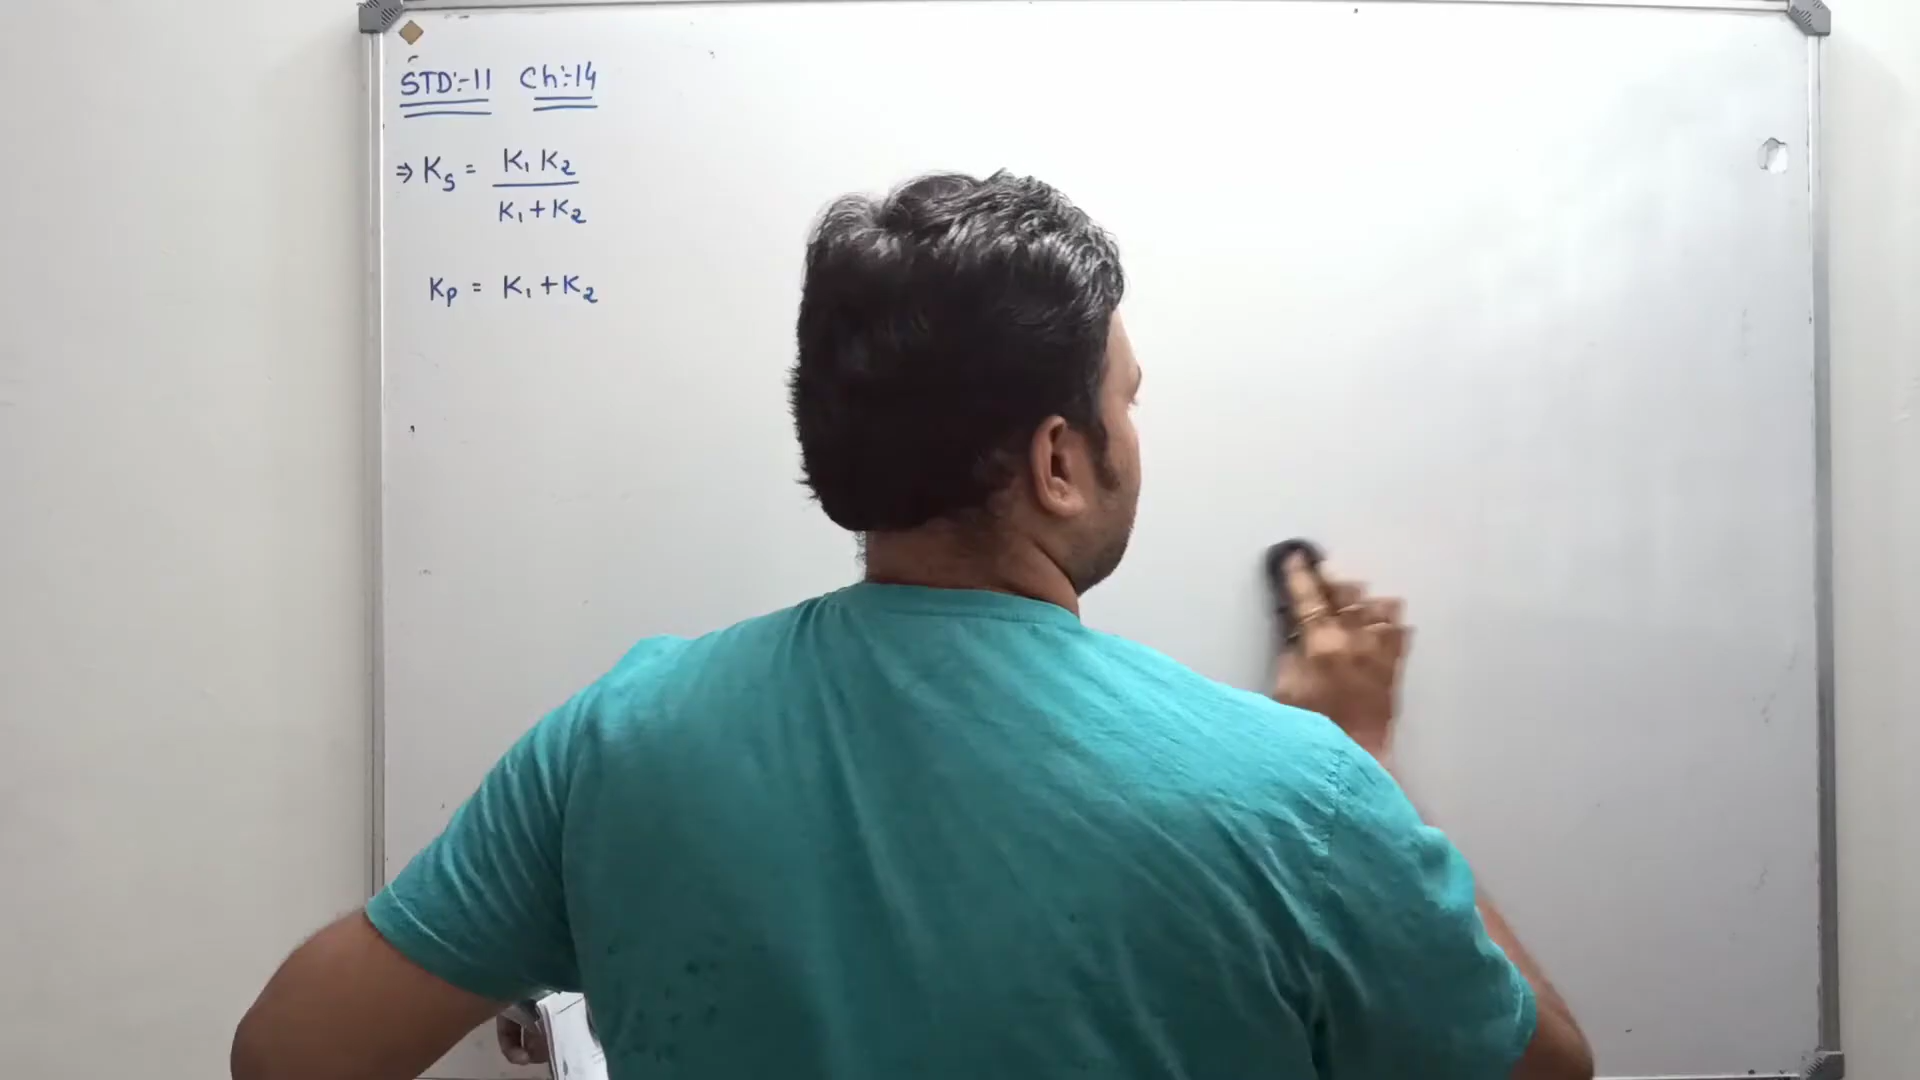 STD:-11 Ch:-14
⇒ Ks = K₁ K₂
K₁ + K₂
Kp = K₁ + K₂